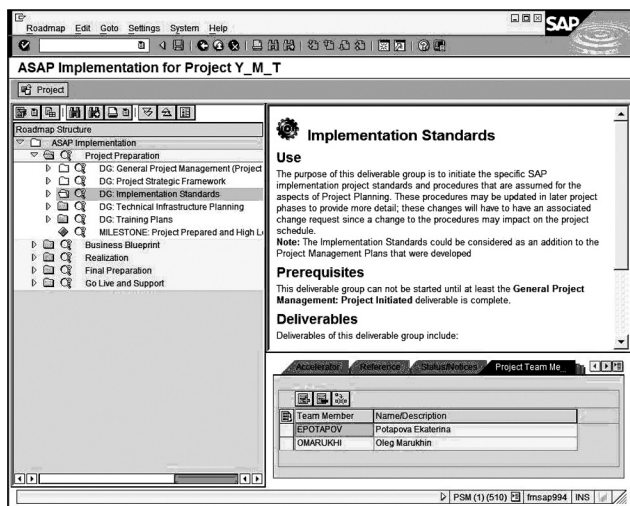 Roadmap Edit Goto Settings System Help
SAP
ASAP Implementation for Project Y_M_T
Project
Roadmap Structure
ASAP Implementation
Project Preparation
DG: General Project Management (Project
DG: Project Strategic Framework
DG: Implementation Standards
DG: Technical Infrastructure Planning
DG: Training Plans
MILESTONE: Project Prepared and High L
Business Blueprint
Realization
Final Preparation
Go Live and Support
Implementation Standards
Use
The purpose of this deliverable group is to initiate the specific SAP
implementation project standards and procedures that are assumed for the
aspects of Project Planning. These procedures may be updated in later project
phases to provide more detail; these changes will have to have an associated
change request since a change to the procedures may impact on the project
schedule.
Note: The Implementation Standards could be considered as an addition to the
Project Management Plans that were developed
Prerequisites
This deliverable group can not be started until at least the General Project
Management: Project Initiated deliverable is complete.
Deliverables
Deliverables of this deliverable group include:
Accelerator Reference Status/Notices Project Team Me...
Team Member Name/Description
EPOTAPOV Potapova Ekaterina
OMARUKHI Oleg Marukhin
PSM (1) (510) fmsap994 INS